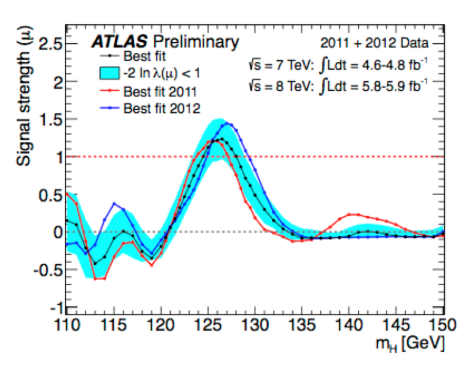 ATLAS Preliminary
2011 + 2012 Data
Best fit
-2 ln λ(μ) < 1
Best fit 2011
Best fit 2012
√s = 7 TeV: ∫Ldt = 4.6-4.8 fb⁻¹
√s = 8 TeV: ∫Ldt = 5.8-5.9 fb⁻¹
Signal strength (μ)
2.5
2
1.5
1
0.5
0
-0.5
-1
110 115 120 125 130 135 140 145 150
m_H [GeV]